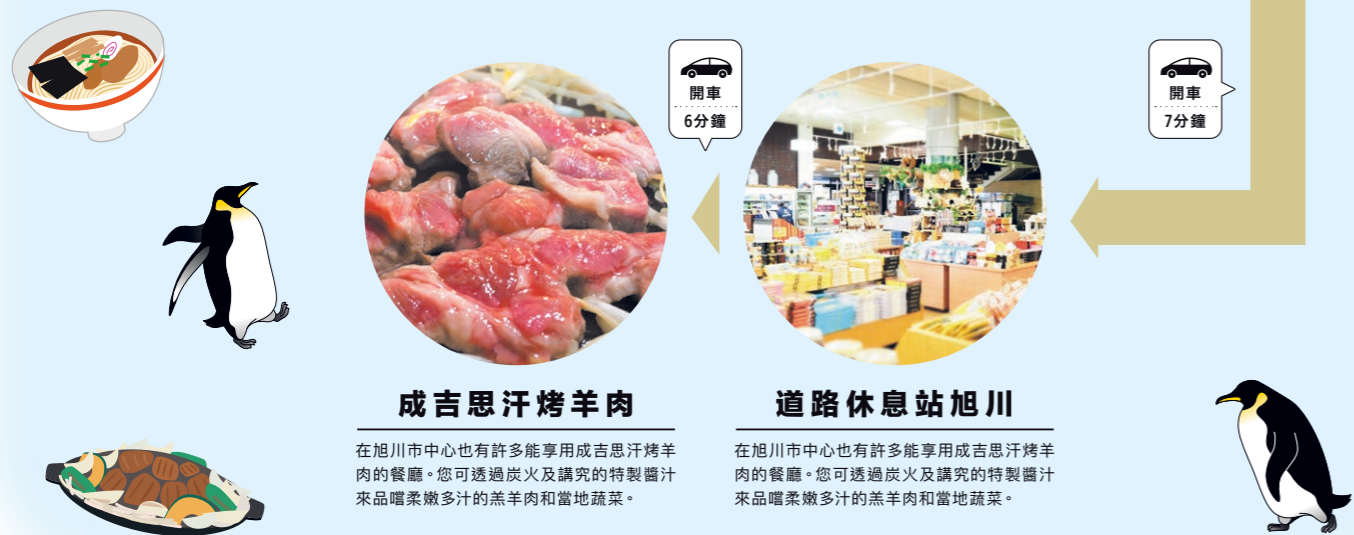 開車
6分鐘
開車
7分鐘
成吉思汗烤羊肉
在旭川市中心也有許多能享用成吉思汗烤羊
肉的餐廳。您可透過炭火及講究的特製醬汁
來品嚐柔嫩多汁的羔羊肉和當地蔬菜。
道路休息站旭川
在旭川市中心也有許多能享用成吉思汗烤羊
肉的餐廳。您可透過炭火及講究的特製醬汁
來品嚐柔嫩多汁的羔羊肉和當地蔬菜。